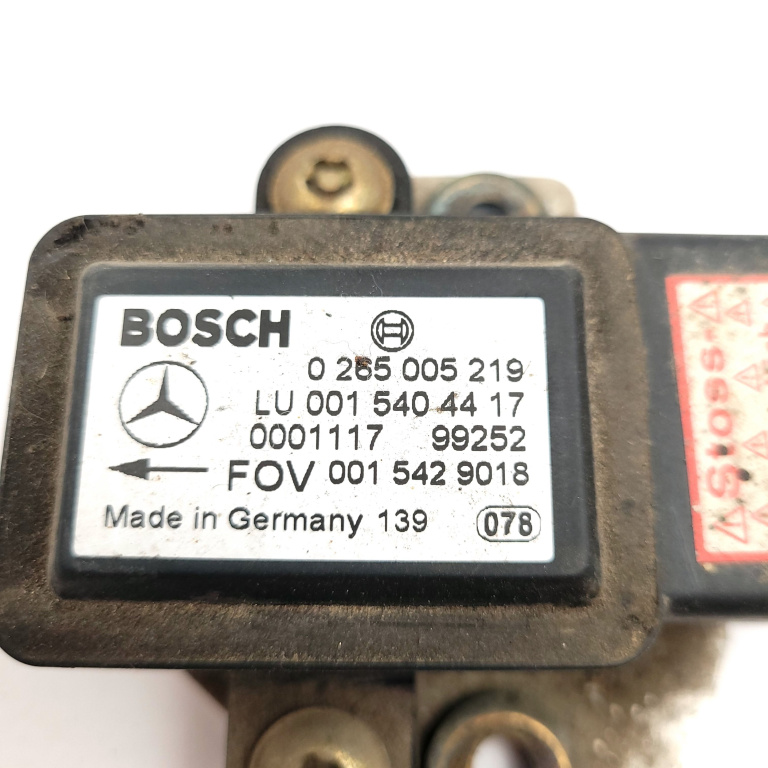 BOSCH
0 265 005 219
LU 001 540 44 17
0001117 99252
FOV 001 542 9018
Made in Germany 139 078
Stoss-